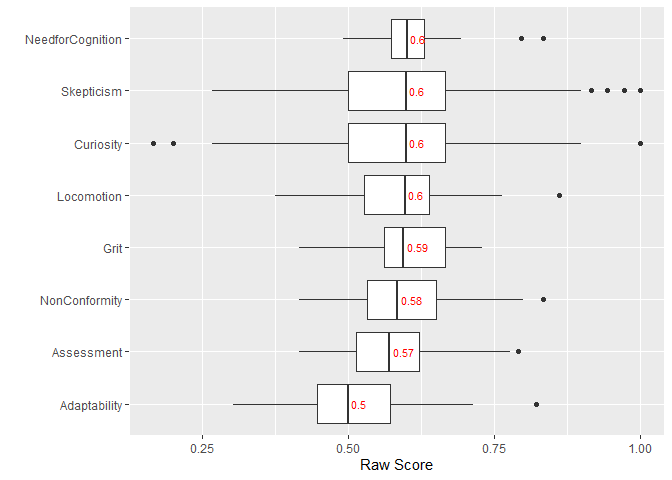 NeedforCognition
0.6
Skepticism
0.6
Curiosity
0.6
Locomotion
0.6
Grit
0.59
NonConformity
0.58
Assessment
0.57
Adaptability
0.5
0.25 0.50 0.75 1.00
Raw Score